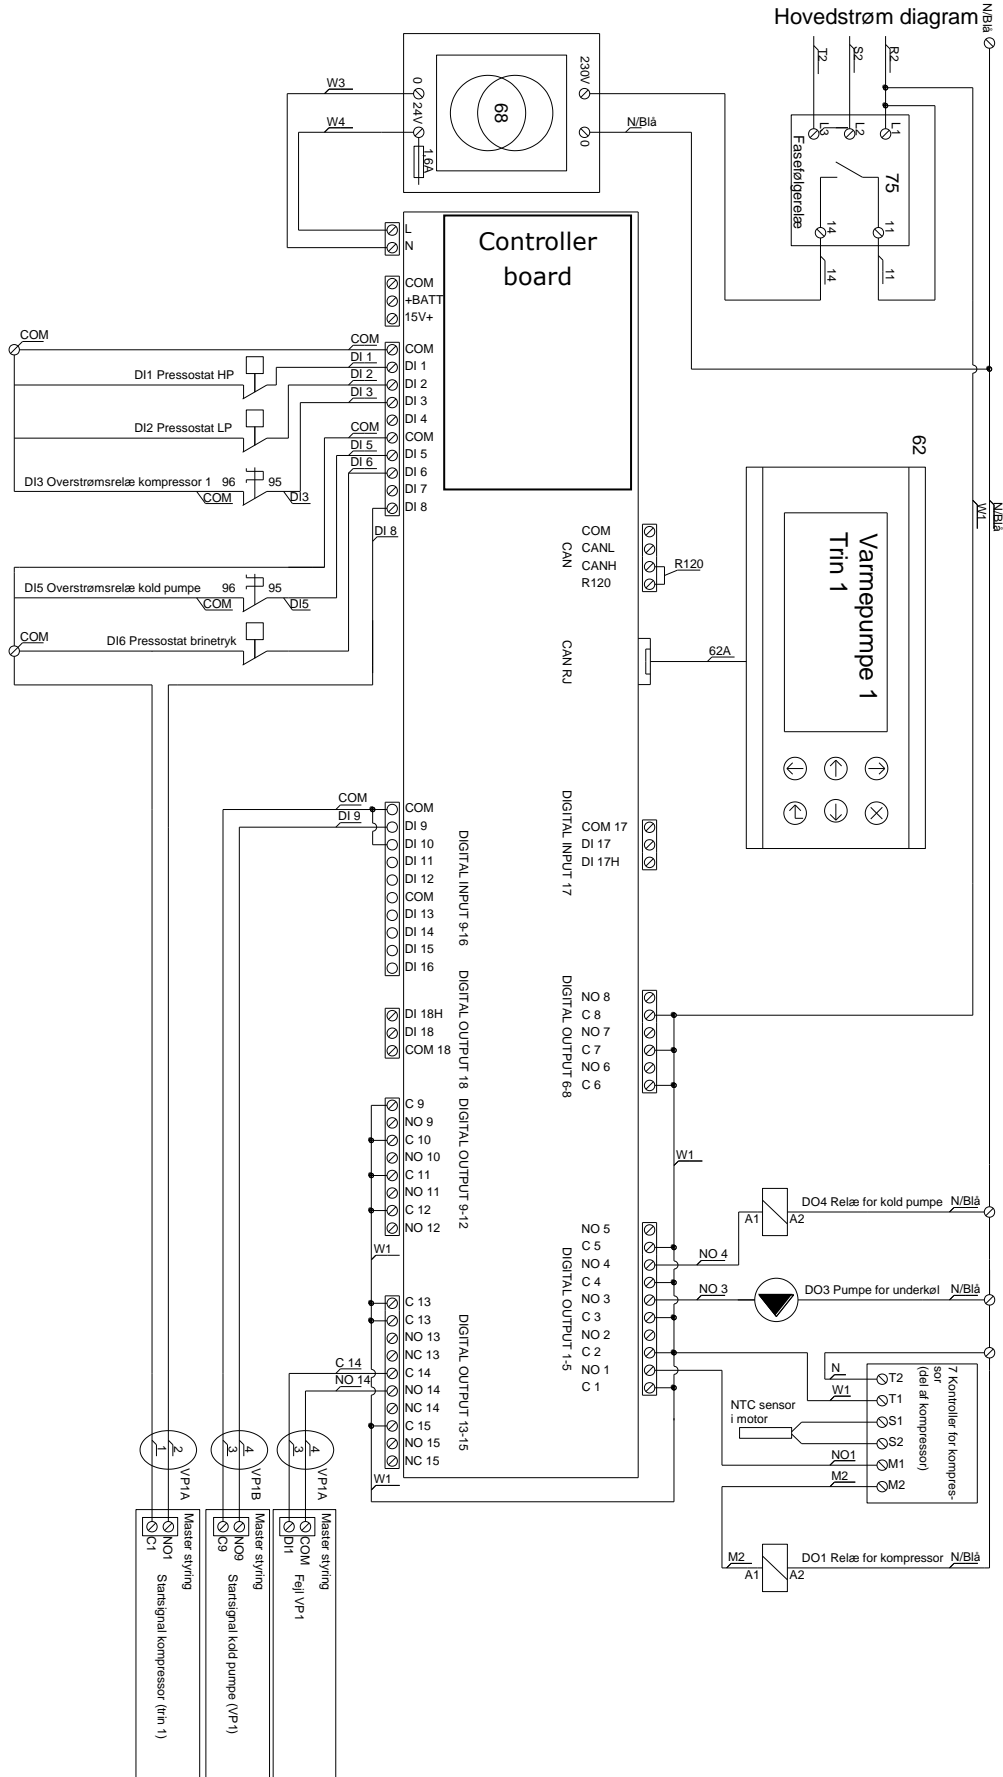 Hovedstrøm diagram
N/Blå
T2
S2
R2
L3
L2
L1
75
Fasefølgerelæ
14
11
14
11
W3
W4
0
24V
1.6A
68
230V
0
N/Blå
Controller
board
L
N
COM
+BATT
15V+
COM
COM
COM
DI 1
DI 1
DI1 Pressostat HP
DI 2
DI 2
DI 3
DI 3
DI2 Pressostat LP
DI 4
COM
COM
DI 5
DI 5
DI 6
DI 6
DI3 Overstrømsrelæ kompressor 1
96
95
COM
DI3
DI 7
DI 8
DI 8
DI5 Overstrømsrelæ kold pumpe
96
95
COM
DI5
COM
DI6 Pressostat brinetryk
COM
CANL
CANH
R120
CAN
R120
CAN RJ
62A
62
Varmepumpe 1
Trin 1
W1
N/Blå
COM
DI 9
COM
DI 9
DI 10
DI 11
DI 12
COM
DI 13
DI 14
DI 15
DI 16
DIGITAL INPUT 9-16
COM 17
DI 17
DI 17H
DIGITAL INPUT 17
DI 18H
DI 18
COM 18
DIGITAL OUTPUT 18
NO 8
C 8
NO 7
C 7
NO 6
C 6
DIGITAL OUTPUT 6-8
C 9
NO 9
C 10
NO 10
C 11
NO 11
C 12
NO 12
DIGITAL OUTPUT 9-12
W1
W1
NO 5
C 5
NO 4
C 4
NO 3
C 3
NO 2
C 2
NO 1
C 1
DIGITAL OUTPUT 1-5
NO 4
A1
A2
DO4 Relæ for kold pumpe
N/Blå
NO 3
DO3 Pumpe for underkøl
N/Blå
C 13
C 13
NO 13
NC 13
C 14
NO 14
NC 14
C 15
NO 15
NC 15
DIGITAL OUTPUT 13-15
C 14
NO 14
W1
N
W1
NTC sensor
i motor
NO1
M2
T2
T1
S1
S2
M1
M2
7 Kontroller for kompres-
sor
(del af kompressor)
M2
A1
A2
DO1 Relæ for kompressor
N/Blå
1
2
VP1A
3
4
VP1B
3
4
VP1A
C1
NO1
Master styring
Startsignal kompressor (trin 1)
C9
NO9
Master styring
Startsignal kold pumpe (VP1)
DI1
COM
Master styring
Fejl VP1